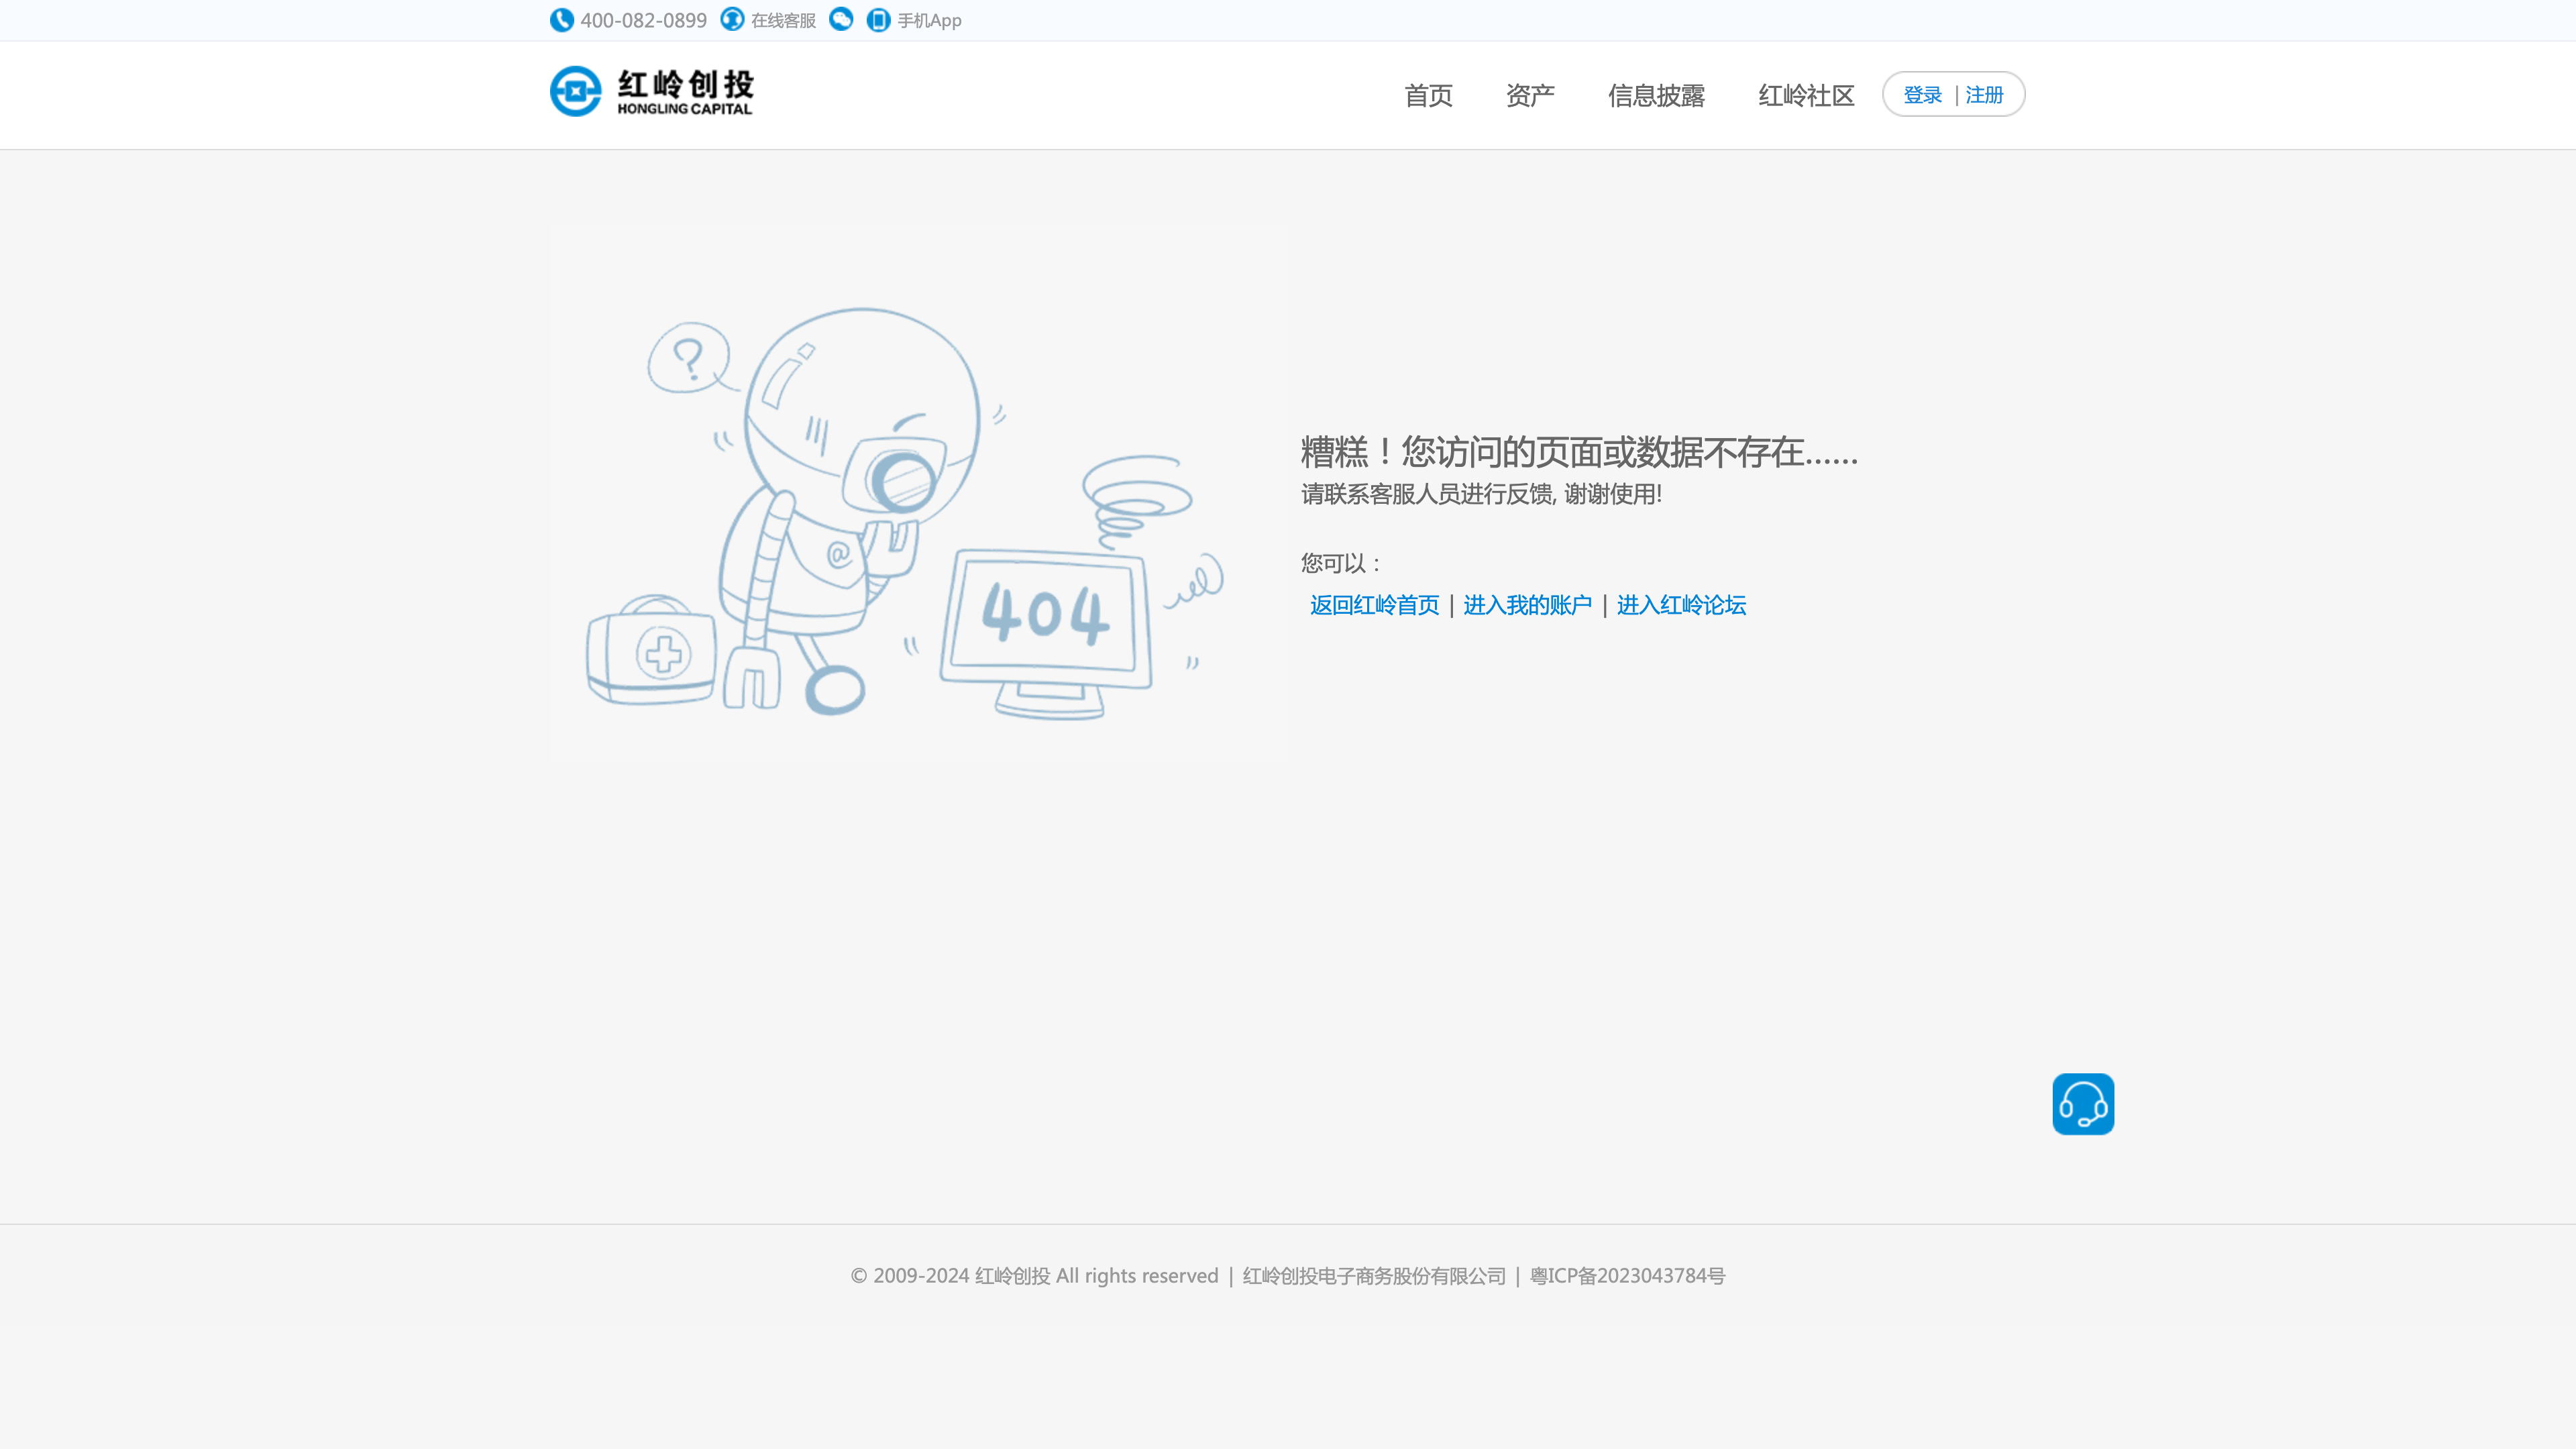 400-082-0899 在线客服 手机App
红岭创投
HONGLING CAPITAL
首页 资产 信息披露 红岭社区 登录 | 注册
?
@
404
糟糕！您访问的页面或数据不存在......
请联系客服人员进行反馈, 谢谢使用!
您可以：
返回红岭首页 | 进入我的账户 | 进入红岭论坛
© 2009-2024 红岭创投 All rights reserved | 红岭创投电子商务股份有限公司 | 粤ICP备2023043784号